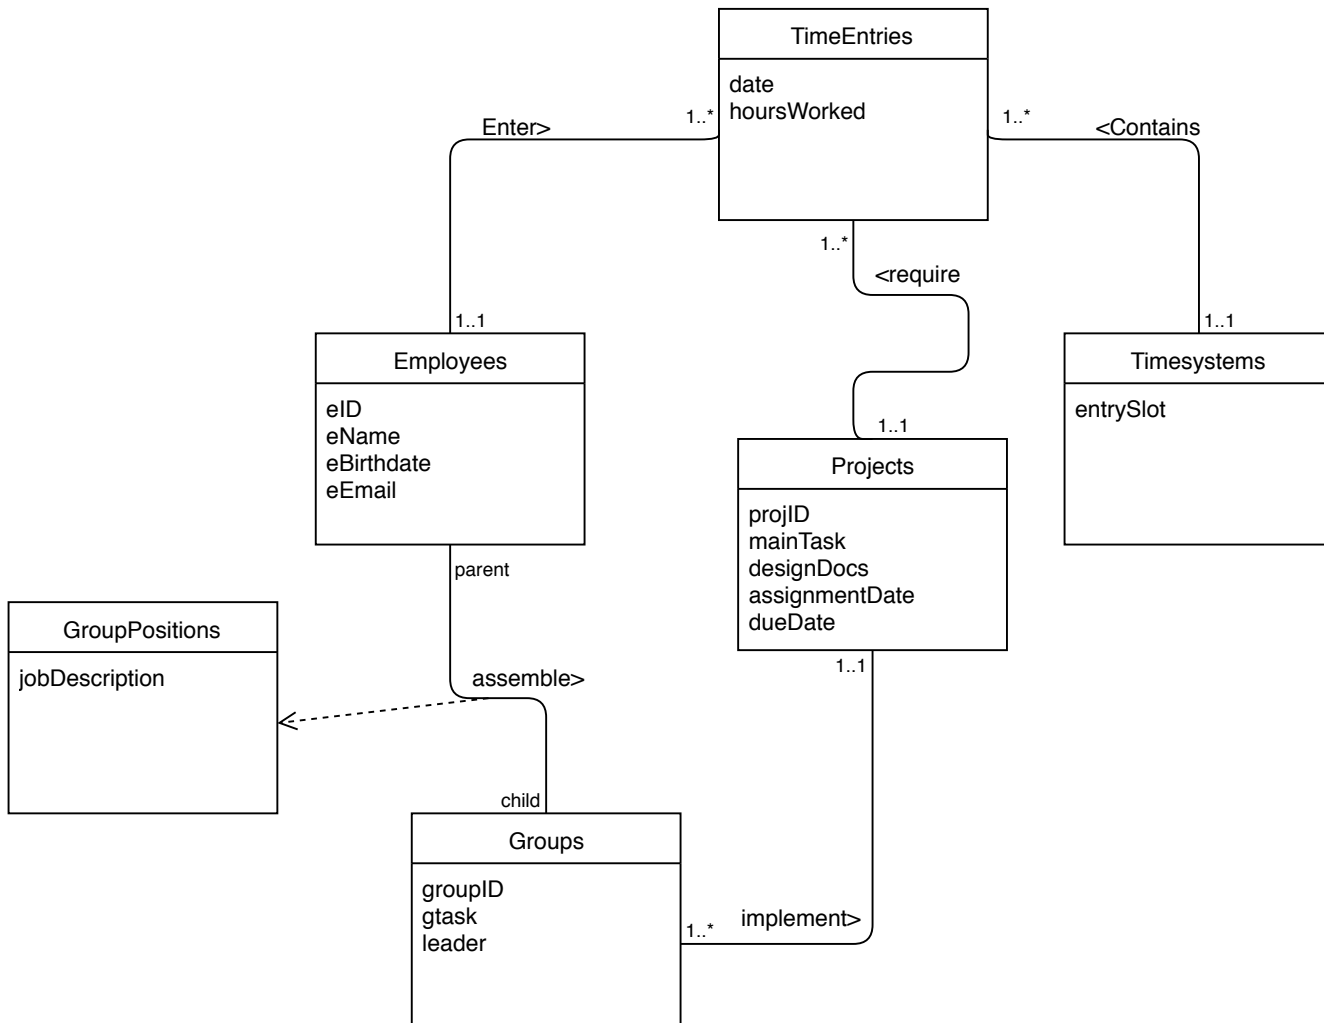 TimeEntries
date
hoursWorked
1..*
Enter>
1..*
<Contains
1..*
<require
1..1
1..1
Employees
eID
eName
eBirthdate
eEmail
Timesystems
entrySlot
1..1
Projects
projID
mainTask
designDocs
assignmentDate
dueDate
parent
GroupPositions
jobDescription
assemble>
1..1
child
Groups
groupID
gtask
leader
1..*
implement>